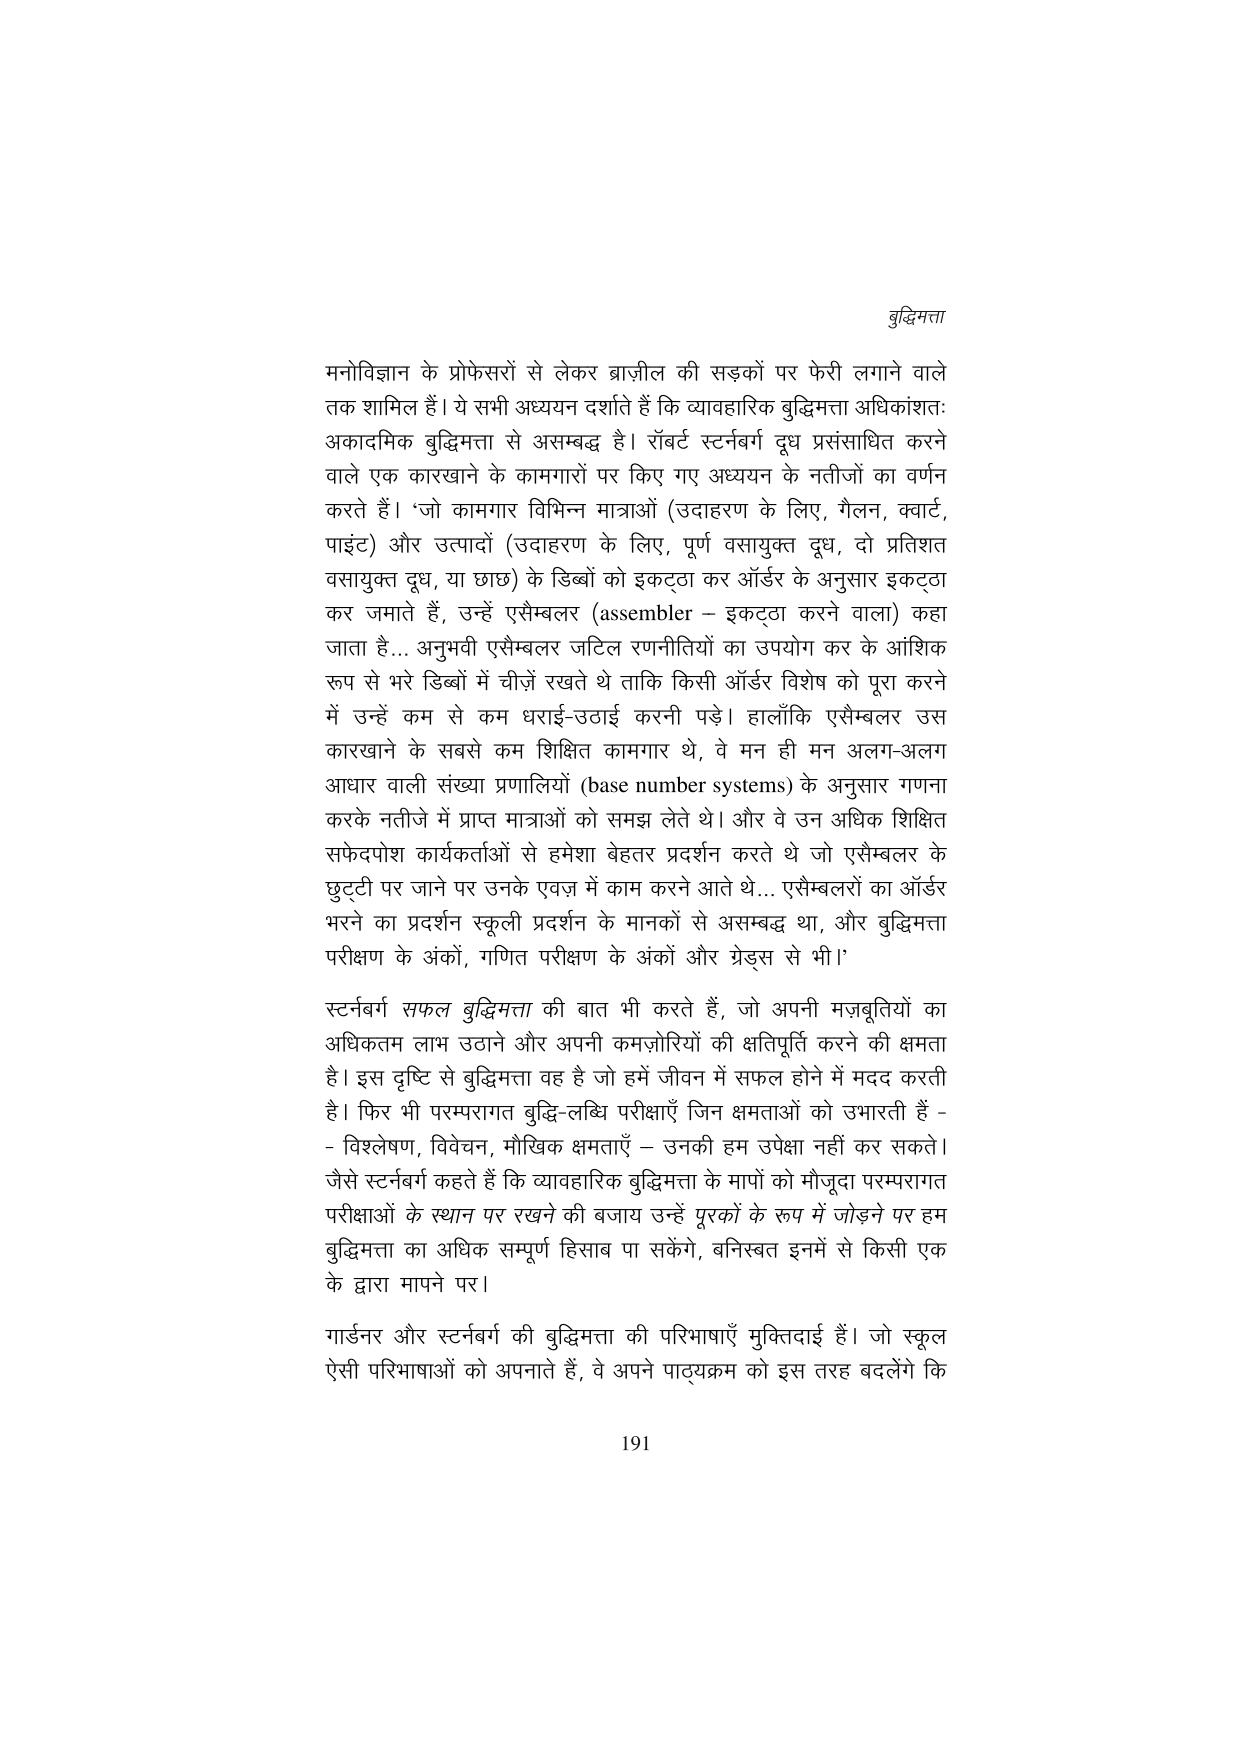 बुद्धिमत्ता
मनोविज्ञान के प्रोफेसरों से लेकर ब्राज़ील की सड़कों पर फेरी लगाने वाले
तक शामिल हैं। ये सभी अध्ययन दर्शाते हैं कि व्यावहारिक बुद्धिमत्ता अधिकांशतः
अकादमिक बुद्धिमत्ता से असम्बद्ध है। रॉबर्ट स्टर्नबर्ग दूध प्रसंसाधित करने
वाले एक कारखाने के कामगारों पर किए गए अध्ययन के नतीजों का वर्णन
करते हैं। ‘जो कामगार विभिन्न मात्राओं (उदाहरण के लिए, गैलन, क्वार्ट,
पाइंट) और उत्पादों (उदाहरण के लिए, पूर्ण वसायुक्त दूध, दो प्रतिशत
वसायुक्त दूध, या छाछ) के डिब्बों को इकट्ठा कर ऑर्डर के अनुसार इकट्ठा
कर जमाते हैं, उन्हें एसैम्बलर (assembler – इकट्ठा करने वाला) कहा
जाता है... अनुभवी एसैम्बलर जटिल रणनीतियों का उपयोग कर के आंशिक
रूप से भरे डिब्बों में चीज़ें रखते थे ताकि किसी ऑर्डर विशेष को पूरा करने
में उन्हें कम से कम धराई-उठाई करनी पड़े। हालाँकि एसैम्बलर उस
कारखाने के सबसे कम शिक्षित कामगार थे, वे मन ही मन अलग-अलग
आधार वाली संख्या प्रणालियों (base number systems) के अनुसार गणना
करके नतीजे में प्राप्त मात्राओं को समझ लेते थे। और वे उन अधिक शिक्षित
सफेदपोश कार्यकर्ताओं से हमेशा बेहतर प्रदर्शन करते थे जो एसैम्बलर के
छुट्टी पर जाने पर उनके एवज़ में काम करने आते थे... एसैम्बलरों का ऑर्डर
भरने का प्रदर्शन स्कूली प्रदर्शन के मानकों से असम्बद्ध था, और बुद्धिमत्ता
परीक्षण के अंकों, गणित परीक्षण के अंकों और ग्रेड्स से भी।’
स्टर्नबर्ग सफल बुद्धिमत्ता की बात भी करते हैं, जो अपनी मज़बूतियों का
अधिकतम लाभ उठाने और अपनी कमज़ोरियों की क्षतिपूर्ति करने की क्षमता
है। इस दृष्टि से बुद्धिमत्ता वह है जो हमें जीवन में सफल होने में मदद करती
है। फिर भी परम्परागत बुद्धि-लब्धि परीक्षाएँ जिन क्षमताओं को उभारती हैं -
- विश्लेषण, विवेचन, मौखिक क्षमताएँ – उनकी हम उपेक्षा नहीं कर सकते।
जैसे स्टर्नबर्ग कहते हैं कि व्यावहारिक बुद्धिमत्ता के मापों को मौजूदा परम्परागत
परीक्षाओं के स्थान पर रखने की बजाय उन्हें पूरकों के रूप में जोड़ने पर हम
बुद्धिमत्ता का अधिक सम्पूर्ण हिसाब पा सकेंगे, बनिस्बत इनमें से किसी एक
के द्वारा मापने पर।
गार्डनर और स्टर्नबर्ग की बुद्धिमत्ता की परिभाषाएँ मुक्तिदाई हैं। जो स्कूल
ऐसी परिभाषाओं को अपनाते हैं, वे अपने पाठ्यक्रम को इस तरह बदलेंगे कि
191